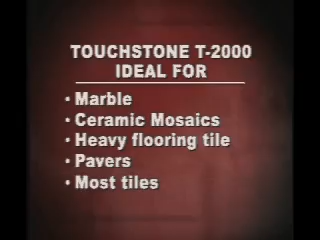 TOUCHSTONE T-2000
IDEAL FOR
• Marble
• Ceramic Mosaics
• Heavy flooring tile
• Pavers
• Most tiles